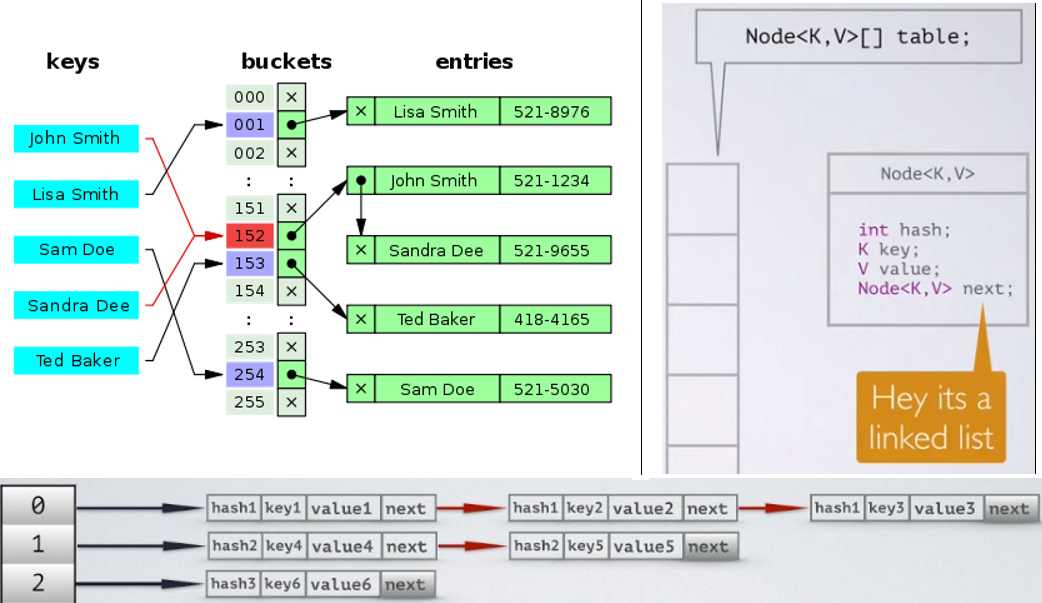 keys
buckets
entries
John Smith
Lisa Smith
Sam Doe
Sandra Dee
Ted Baker
000 ×
001
002 ×
: :
151 ×
152
153
154 ×
: :
253 ×
254
255 ×
× Lisa Smith 521-8976
John Smith 521-1234
× Sandra Dee 521-9655
× Ted Baker 418-4165
× Sam Doe 521-5030
Node<K,V>[] table;
Node<K,V>
int hash;
K key;
V value;
Node<K,V> next;
Hey its a
linked list
0 hash1 key1 value1 next hash1 key2 value2 next hash1 key3 value3 next
1 hash2 key4 value4 next hash2 key5 value5 next
2 hash3 key6 value6 next